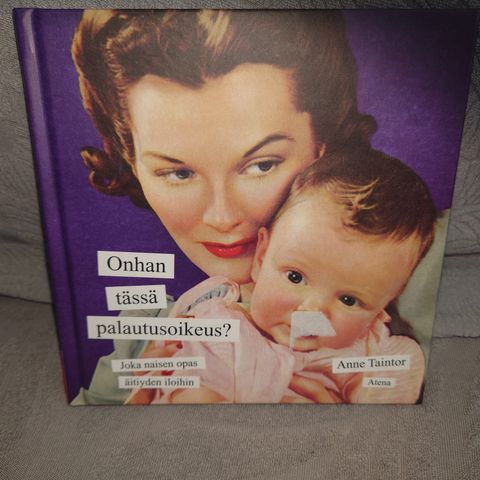 Onhan
tässä
palautusoikeus?
Joka naisen opas
äitiyden iloihin
Anne Taintor
Atena